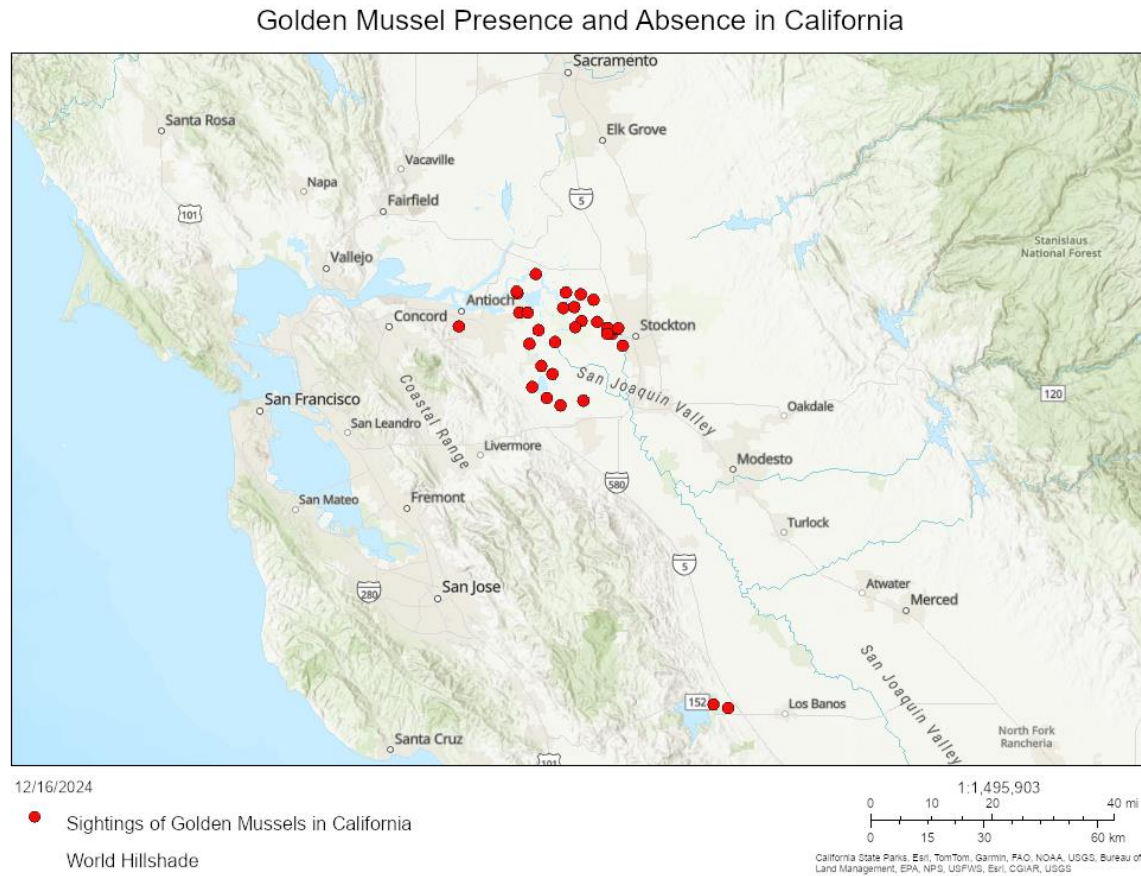 Golden Mussel Presence and Absence in California
Sacramento
Santa Rosa
Elk Grove
Vacaville
Napa
Fairfield
5
101
Stanislaus
National Forest
Vallejo
Antioch
Concord
Stockton
San Joaquin Valley
Coastal Range
120
San Francisco
Oakdale
San Leandro
Livermore
Modesto
580
San Mateo
Fremont
Turlock
5
280
San Jose
Atwater
Merced
San Joaquin Valley
152
Los Banos
North Fork
Rancheria
Santa Cruz
101
12/16/2024
1:1,495,903
0 10 20 40 mi
0 15 30 60 km
Sightings of Golden Mussels in California
World Hillshade
California State Parks, Esri, TomTom, Garmin, FAO, NOAA, USGS, Bureau of
Land Management, EPA, NPS, USFWS, Esri, CGIAR, USGS